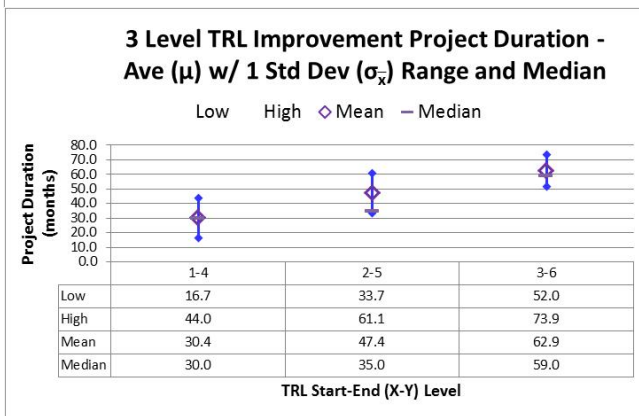 3 Level TRL Improvement Project Duration -
Ave (μ) w/ 1 Std Dev (σx̅) Range and Median
Low High Mean Median
Project Duration
(months)
80.0
70.0
60.0
50.0
40.0
30.0
20.0
10.0
0.0
1-4 2-5 3-6
Low 16.7 33.7 52.0
High 44.0 61.1 73.9
Mean 30.4 47.4 62.9
Median 30.0 35.0 59.0
TRL Start-End (X-Y) Level